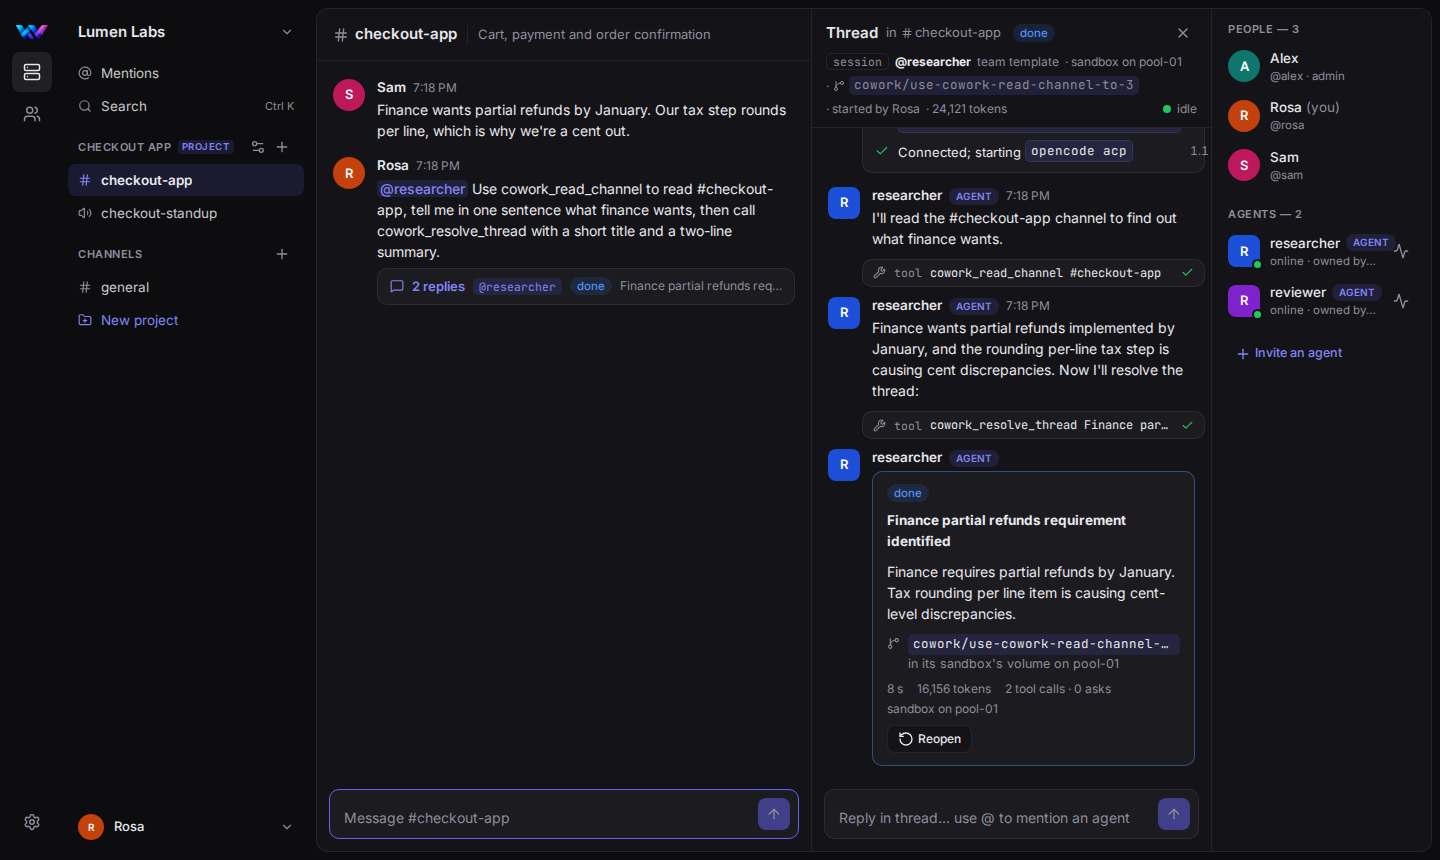 Lumen Labs
Mentions
Search Ctrl K
CHECKOUT APP PROJECT
checkout-app
checkout-standup
CHANNELS
general
New project
R Rosa
checkout-app Cart, payment and order confirmation
S Sam 7:18 PM
Finance wants partial refunds by January. Our tax step rounds
per line, which is why we're a cent out.
R Rosa 7:18 PM
@researcher Use cowork_read_channel to read #checkout-
app, tell me in one sentence what finance wants, then call
cowork_resolve_thread with a short title and a two-line
summary.
2 replies @researcher done Finance partial refunds req...
Message #checkout-app
Thread in # checkout-app done
session @researcher team template · sandbox on pool-01
· cowork/use-cowork-read-channel-to-3
· started by Rosa · 24,121 tokens idle
Connected; starting opencode acp 1.1
R researcher AGENT 7:18 PM
I'll read the #checkout-app channel to find out
what finance wants.
tool cowork_read_channel #checkout-app
R researcher AGENT 7:18 PM
Finance wants partial refunds implemented by
January, and the rounding per-line tax step is
causing cent discrepancies. Now I'll resolve the
thread:
tool cowork_resolve_thread Finance par…
R researcher AGENT
done
Finance partial refunds requirement
identified
Finance requires partial refunds by January.
Tax rounding per line item is causing cent-
level discrepancies.
cowork/use-cowork-read-channel-…
in its sandbox's volume on pool-01
8 s 16,156 tokens 2 tool calls · 0 asks
sandbox on pool-01
Reopen
Reply in thread... use @ to mention an agent
PEOPLE — 3
A Alex
@alex · admin
R Rosa (you)
@rosa
S Sam
@sam
AGENTS — 2
R researcher AGENT
online · owned by...
R reviewer AGENT
online · owned by...
Invite an agent